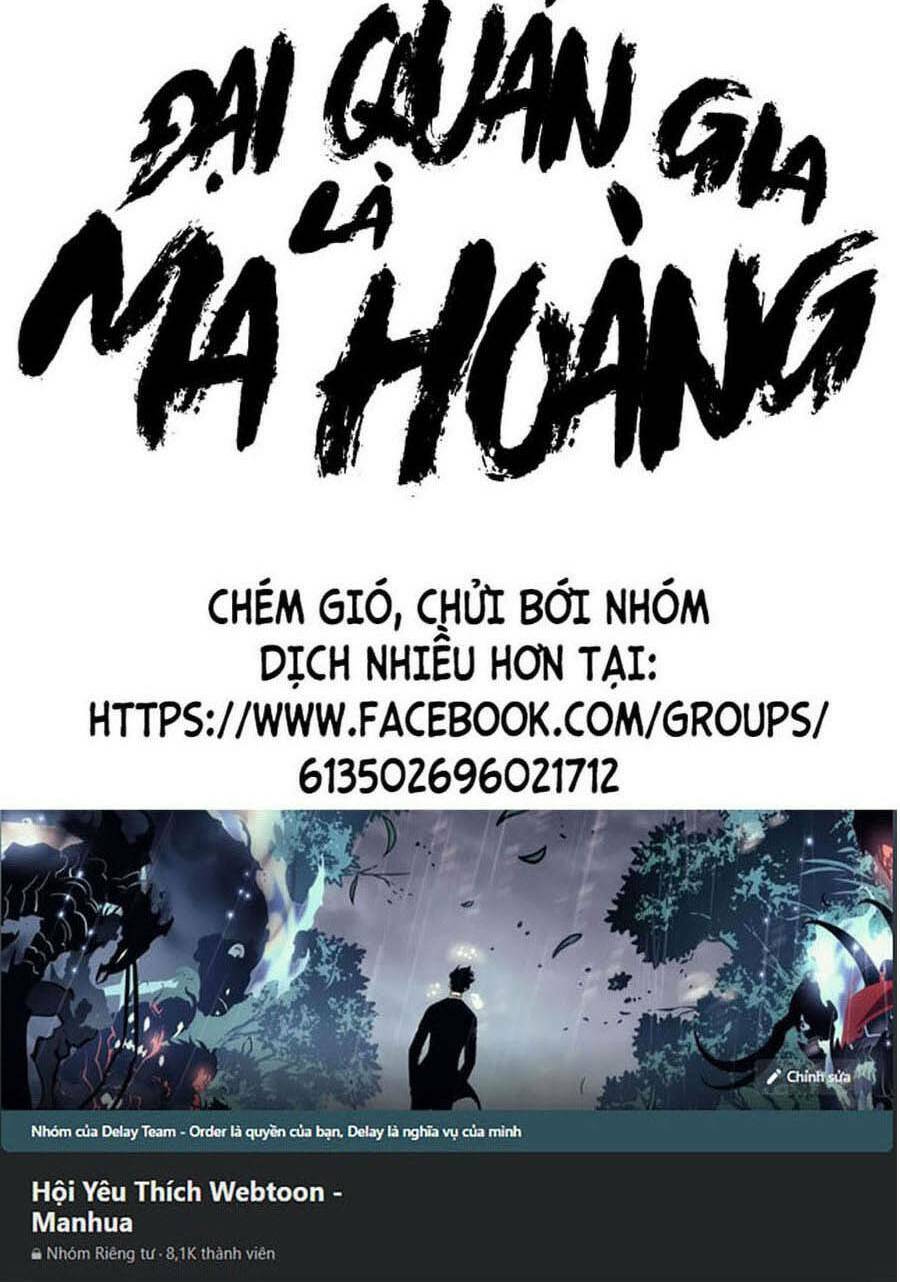 ĐẠI QUẢN GIA
LÀ
MA HOÀNG
CHÉM GIÓ, CHỬI BỚI NHÓM
DỊCH NHIỀU HƠN TẠI:
HTTPS://WWW.FACEBOOK.COM/GROUPS/
613502696021712
Chỉnh sửa
Nhóm của Delay Team - Order là quyền của bạn, Delay là nghĩa vụ của mình
Hội Yêu Thích Webtoon -
Manhua
Nhóm Riêng tư · 8,1K thành viên